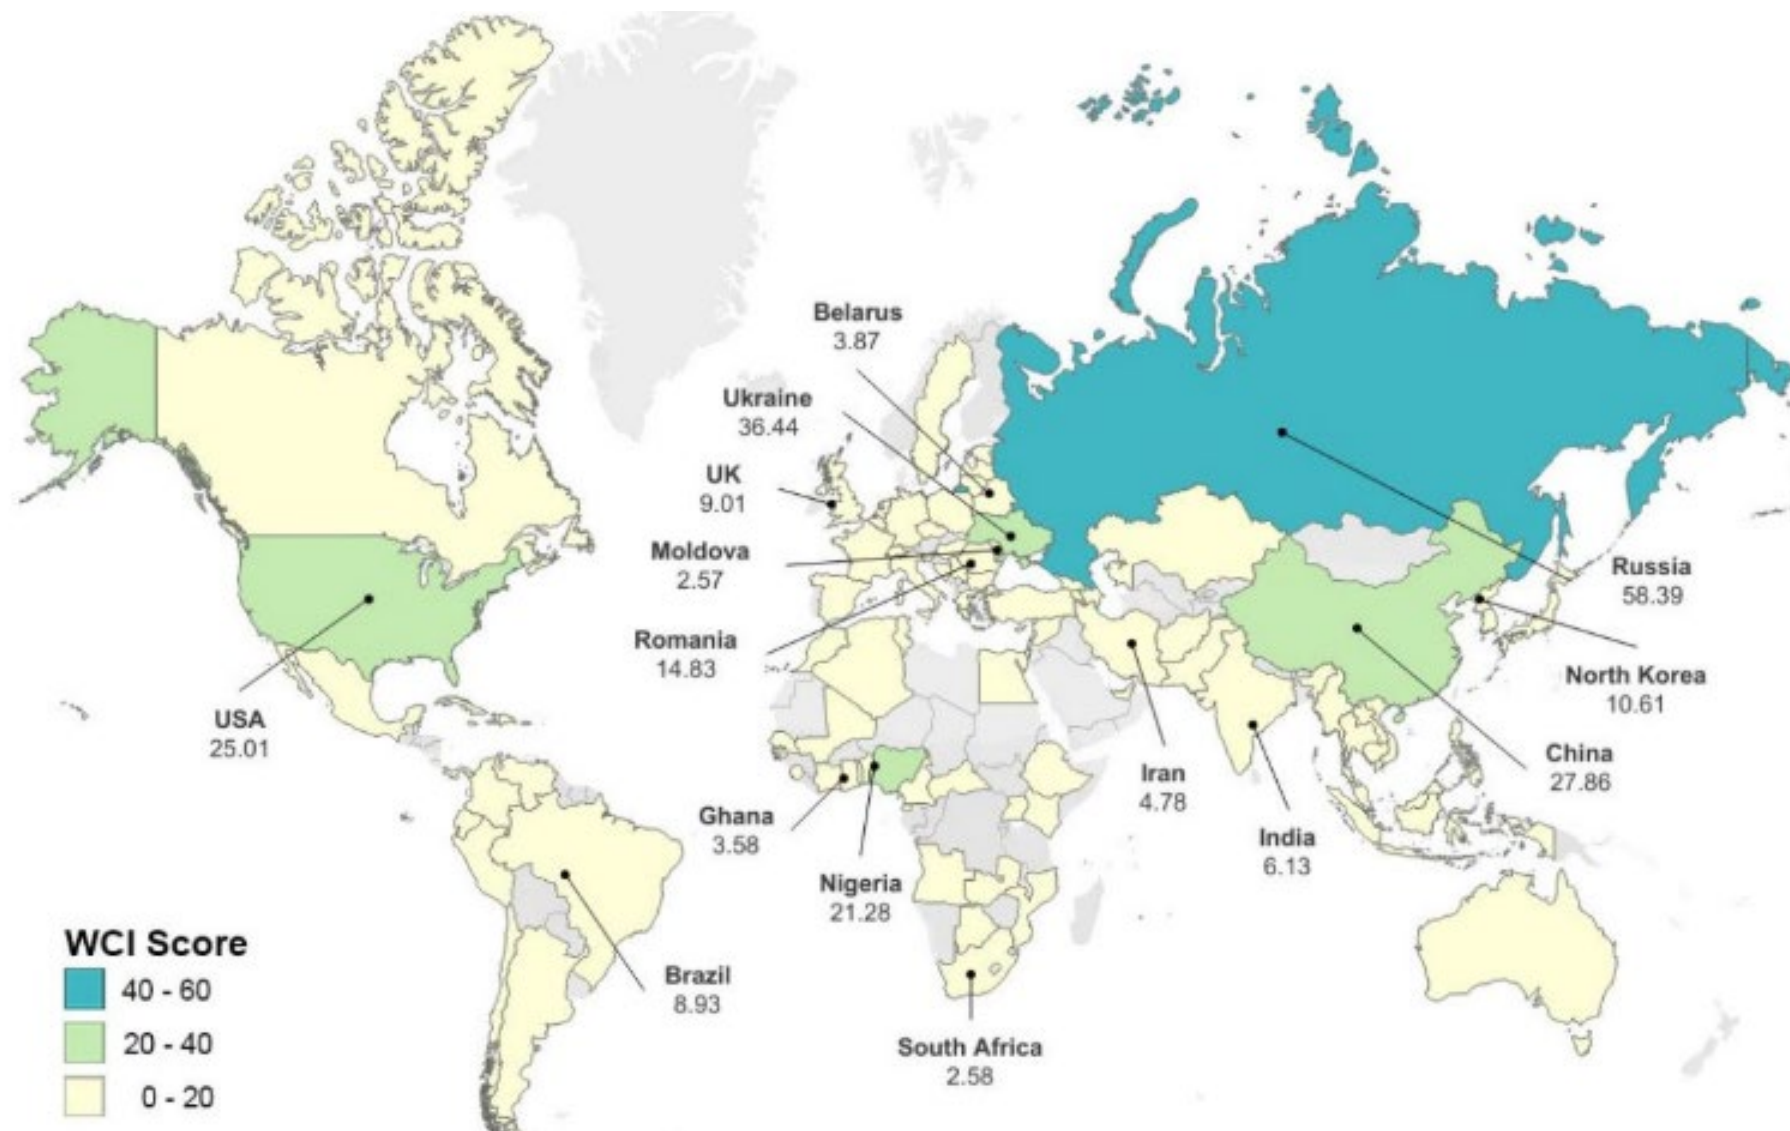 Belarus
3.87
Ukraine
36.44
UK
9.01
Moldova
2.57
Romania
14.83
USA
25.01
Russia
58.39
North Korea
10.61
China
27.86
Iran
4.78
India
6.13
Ghana
3.58
Nigeria
21.28
Brazil
8.93
South Africa
2.58
WCI Score
40 - 60
20 - 40
0 - 20